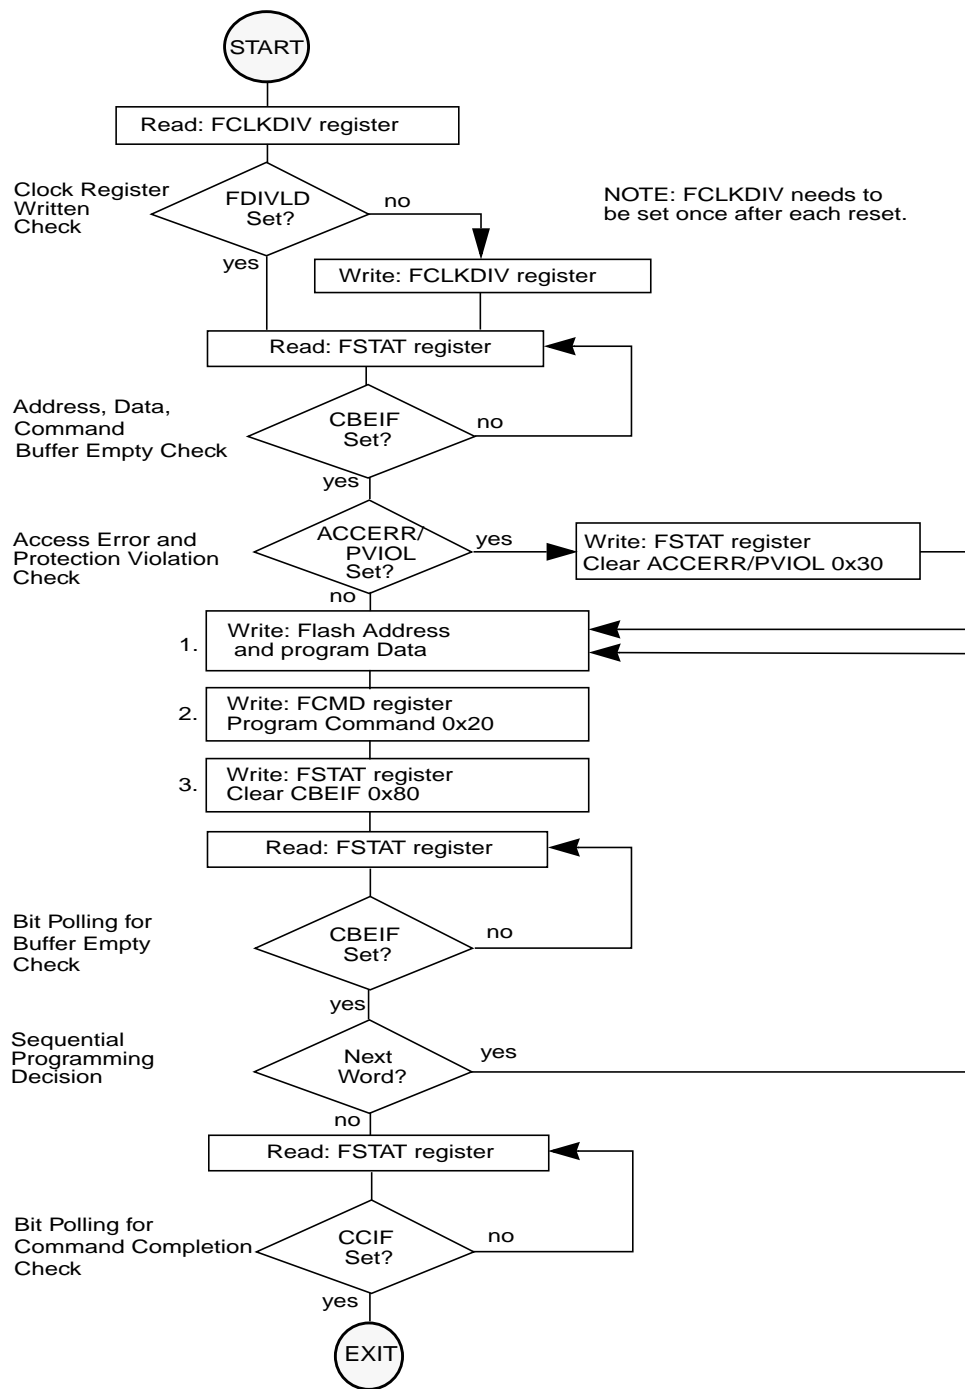 START
Read: FCLKDIV register
Clock Register
Written
Check
FDIVLD
Set?
no
NOTE: FCLKDIV needs to
be set once after each reset.
yes
Write: FCLKDIV register
Read: FSTAT register
Address, Data,
Command
Buffer Empty Check
CBEIF
Set?
no
yes
Access Error and
Protection Violation
Check
ACCERR/
PVIOL
Set?
yes
Write: FSTAT register
Clear ACCERR/PVIOL 0x30
no
1.
Write: Flash Address
and program Data
2.
Write: FCMD register
Program Command 0x20
3.
Write: FSTAT register
Clear CBEIF 0x80
Read: FSTAT register
Bit Polling for
Buffer Empty
Check
CBEIF
Set?
no
yes
Sequential
Programming
Decision
Next
Word?
yes
no
Read: FSTAT register
Bit Polling for
Command Completion
Check
CCIF
Set?
no
yes
EXIT